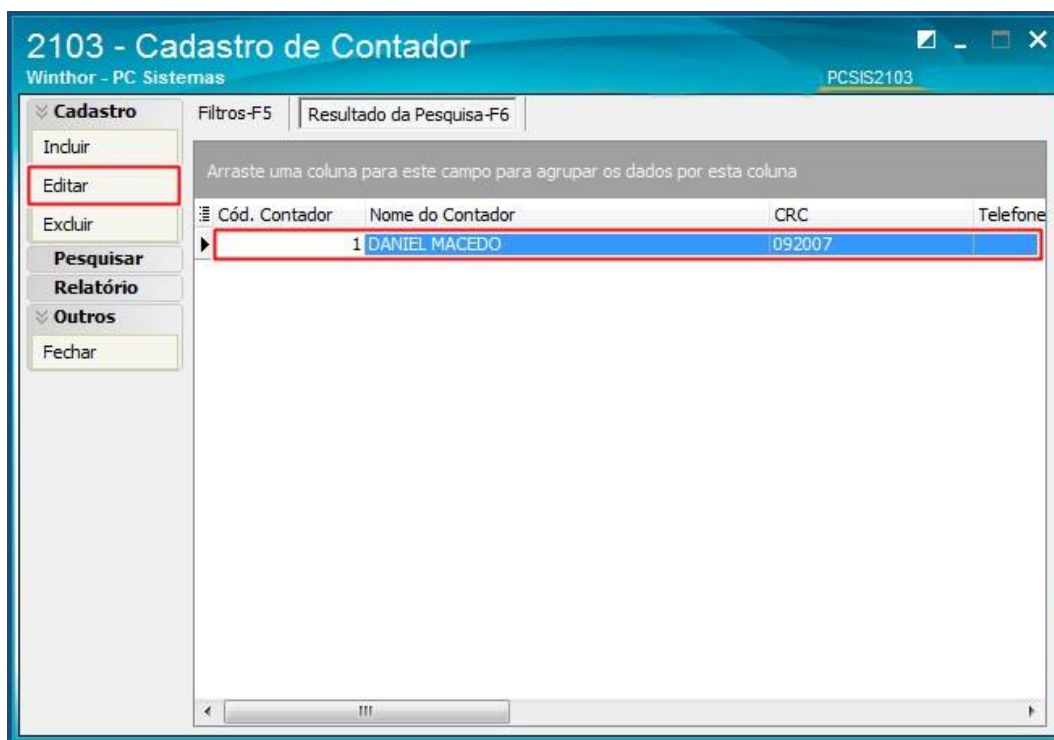 2103 - Cadastro de Contador
Winthor - PC Sistemas
PCSIS2103
Cadastro
Incluir
Editar
Excluir
Pesquisar
Relatório
Outros
Fechar
Filtros-F5 Resultado da Pesquisa-F6
Arraste uma coluna para este campo para agrupar os dados por esta coluna
Cód. Contador Nome do Contador CRC Telefone
1 DANIEL MACEDO 092007